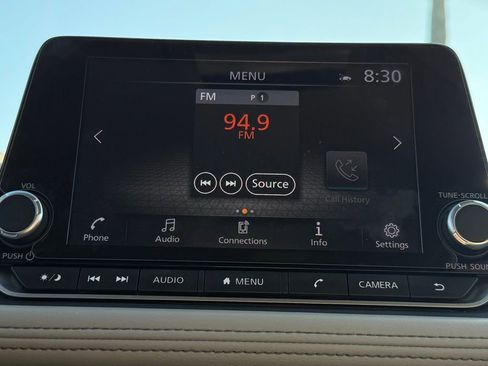 MENU
8:30
FM P 1
94.9
FM
Source
Call History
VOL
PUSH
TUNE-SCROLL
PUSH SOUND
Phone Audio Connections Info Settings
AUDIO MENU CAMERA